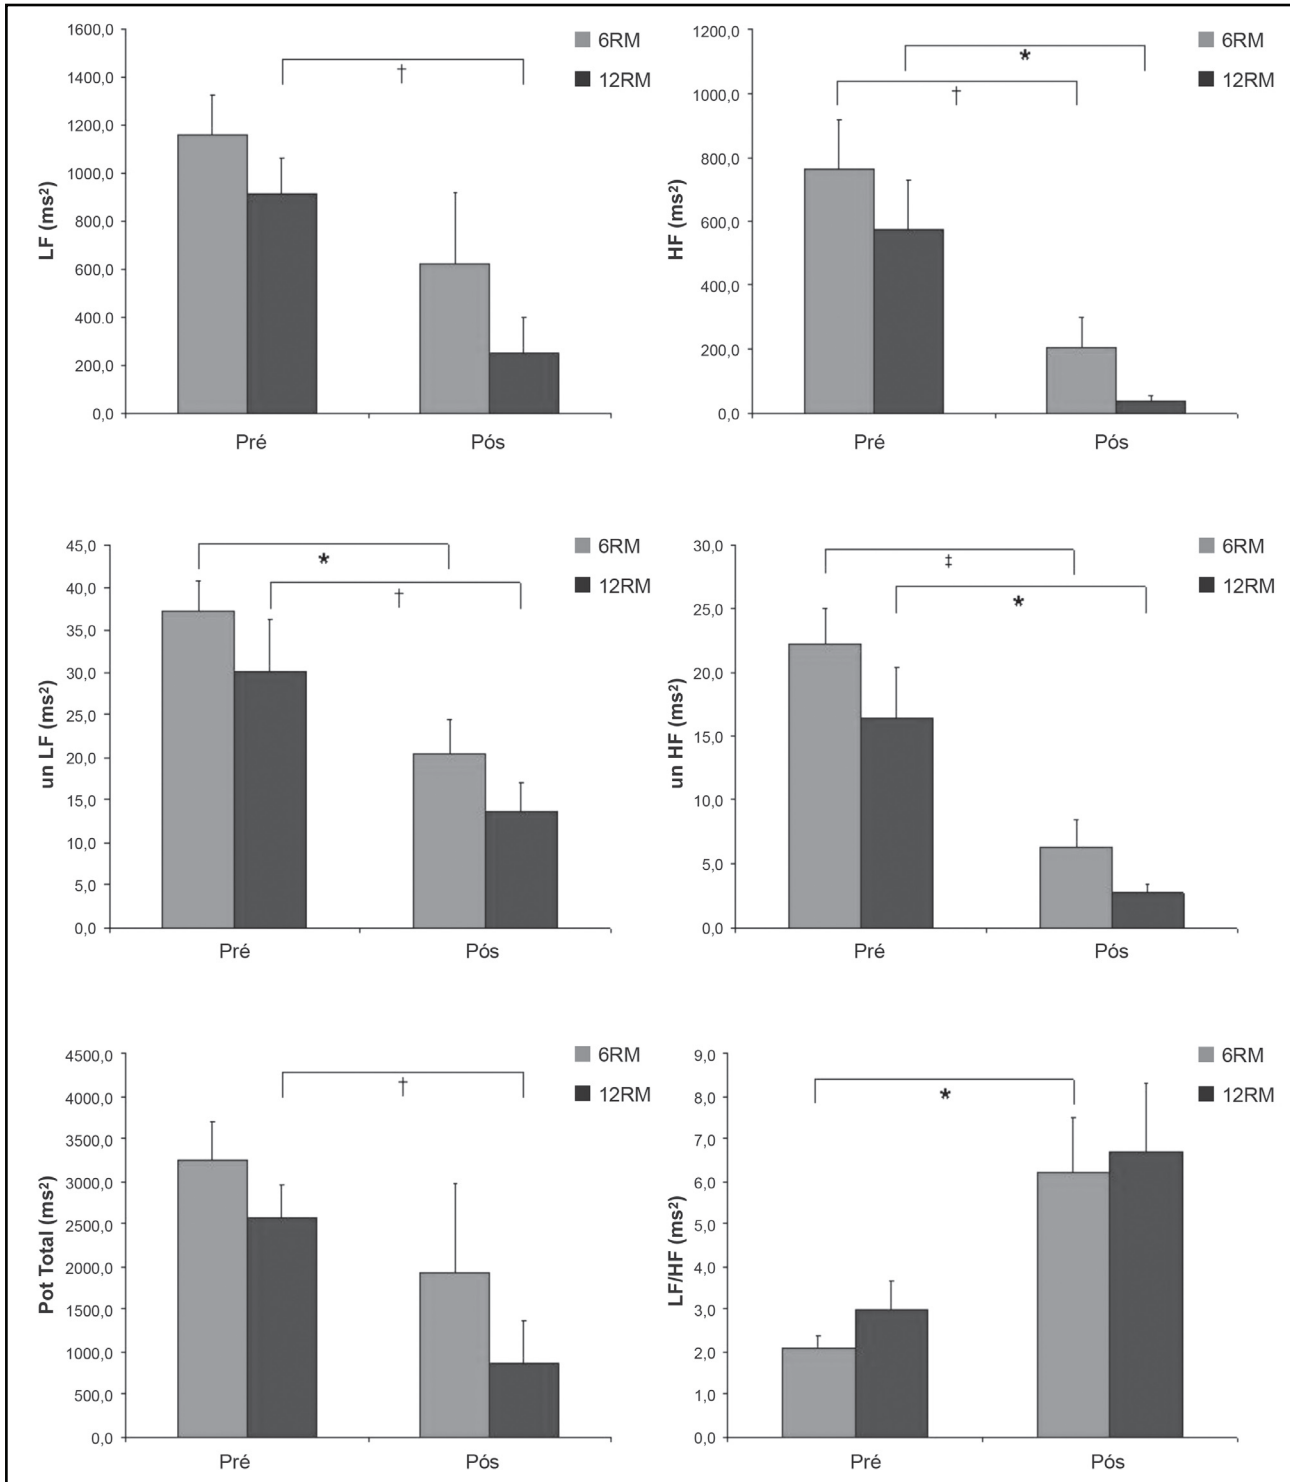 1600,0
1400,0
1200,0
1000,0
800,0
600,0
400.0
200,0
0,0
LF (ms²)
6RM
12RM
†
Pré
Pós
1200,0
1000,0
800,0
600,0
400,0
200,0
0,0
HF (ms²)
6RM
12RM
*
†
Pré
Pós
45,0
40,0
35,0
30,0
25,0
20,0
15,0
10,0
5,0
0,0
un LF (ms²)
6RM
12RM
*
†
Pré
Pós
30,0
25,0
20,0
15,0
10,0
5,0
0,0
un HF (ms²)
6RM
12RM
‡
*
Pré
Pós
4500,0
4000,0
3500,0
3000,0
2500,0
2000,0
1500,0
1000,0
500,0
0,0
Pot Total (ms²)
6RM
12RM
†
Pré
Pós
9,0
8,0
7,0
6,0
5,0
4,0
3,0
2,0
1,0
0,0
LF/HF (ms²)
6RM
12RM
*
Pré
Pós